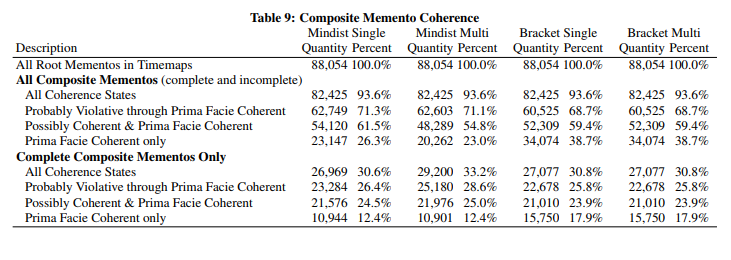 Table 9: Composite Memento Coherence
Mindist Single Mindist Multi Bracket Single Bracket Multi
Description Quantity Percent Quantity Percent Quantity Percent Quantity Percent
All Root Mementos in Timemaps 88,054 100.0% 88,054 100.0% 88,054 100.0% 88,054 100.0%
All Composite Mementos (complete and incomplete)
All Coherence States 82,425 93.6% 82,425 93.6% 82,425 93.6% 82,425 93.6%
Probably Violative through Prima Facie Coherent 62,749 71.3% 62,603 71.1% 60,525 68.7% 60,525 68.7%
Possibly Coherent & Prima Facie Coherent 54,120 61.5% 48,289 54.8% 52,309 59.4% 52,309 59.4%
Prima Facie Coherent only 23,147 26.3% 20,262 23.0% 34,074 38.7% 34,074 38.7%
Complete Composite Mementos Only
All Coherence States 26,969 30.6% 29,200 33.2% 27,077 30.8% 27,077 30.8%
Probably Violative through Prima Facie Coherent 23,284 26.4% 25,180 28.6% 22,678 25.8% 22,678 25.8%
Possibly Coherent & Prima Facie Coherent 21,576 24.5% 21,976 25.0% 21,010 23.9% 21,010 23.9%
Prima Facie Coherent only 10,944 12.4% 10,901 12.4% 15,750 17.9% 15,750 17.9%